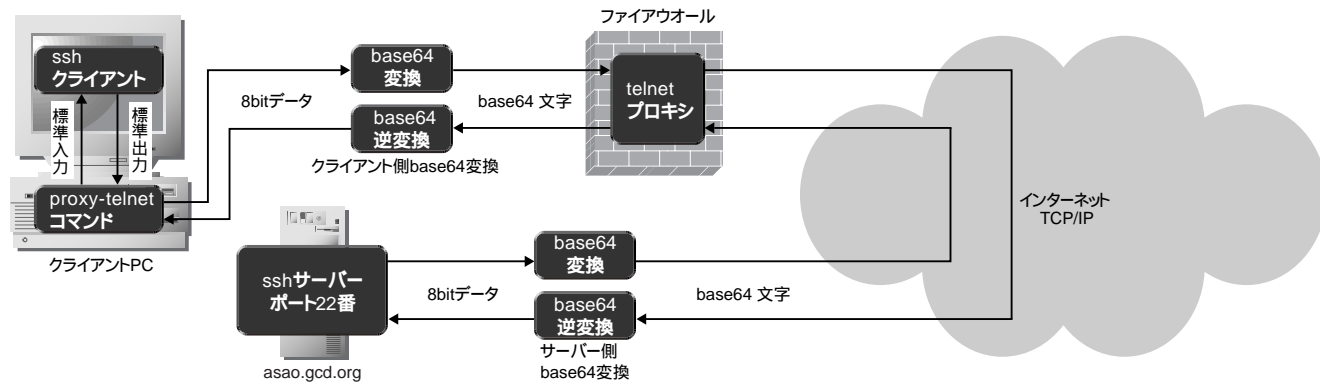 ファイアウオール
ssh
クライアント
標準入力
標準出力
proxy-telnet
コマンド
クライアントPC
8bitデータ
base64
変換
base64
逆変換
クライアント側base64変換
base64 文字
telnet
プロキシ
インターネット
TCP/IP
sshサーバー
ポート22番
asao.gcd.org
8bitデータ
base64
変換
base64
逆変換
サーバー側
base64変換
base64 文字